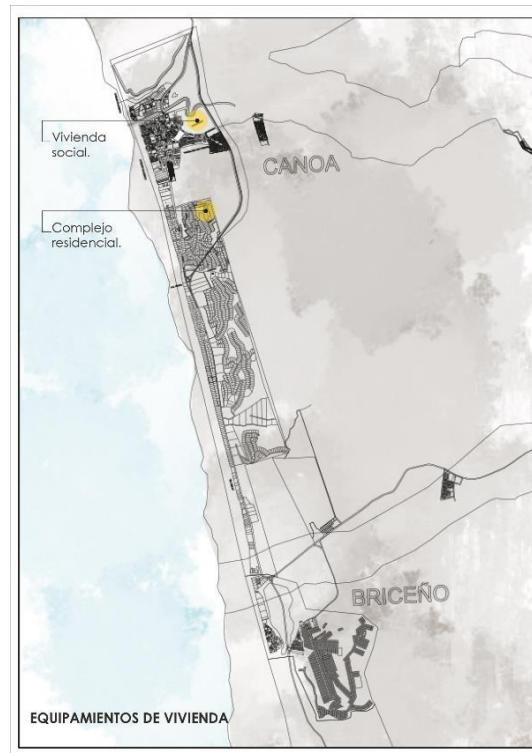 Vivienda
social.
CANOA
Complejo
residencial.
BRICEÑO
EQUIPAMIENTOS DE VIVIENDA